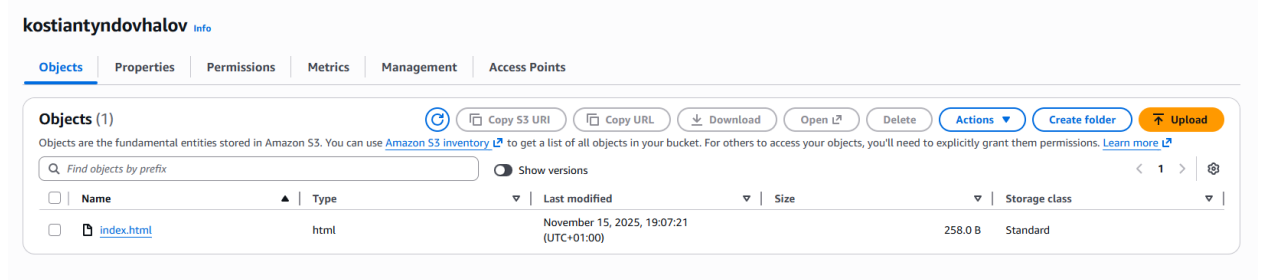 kostiantyndovhalov Info
Objects Properties Permissions Metrics Management Access Points
Objects (1) Copy S3 URI Copy URL Download Open Delete Actions Create folder Upload
Objects are the fundamental entities stored in Amazon S3. You can use Amazon S3 inventory to get a list of all objects in your bucket. For others to access your objects, you'll need to explicitly grant them permissions. Learn more
Find objects by prefix Show versions 1
Name Type Last modified Size Storage class
index.html html November 15, 2025, 19:07:21 258.0 B Standard
(UTC+01:00)